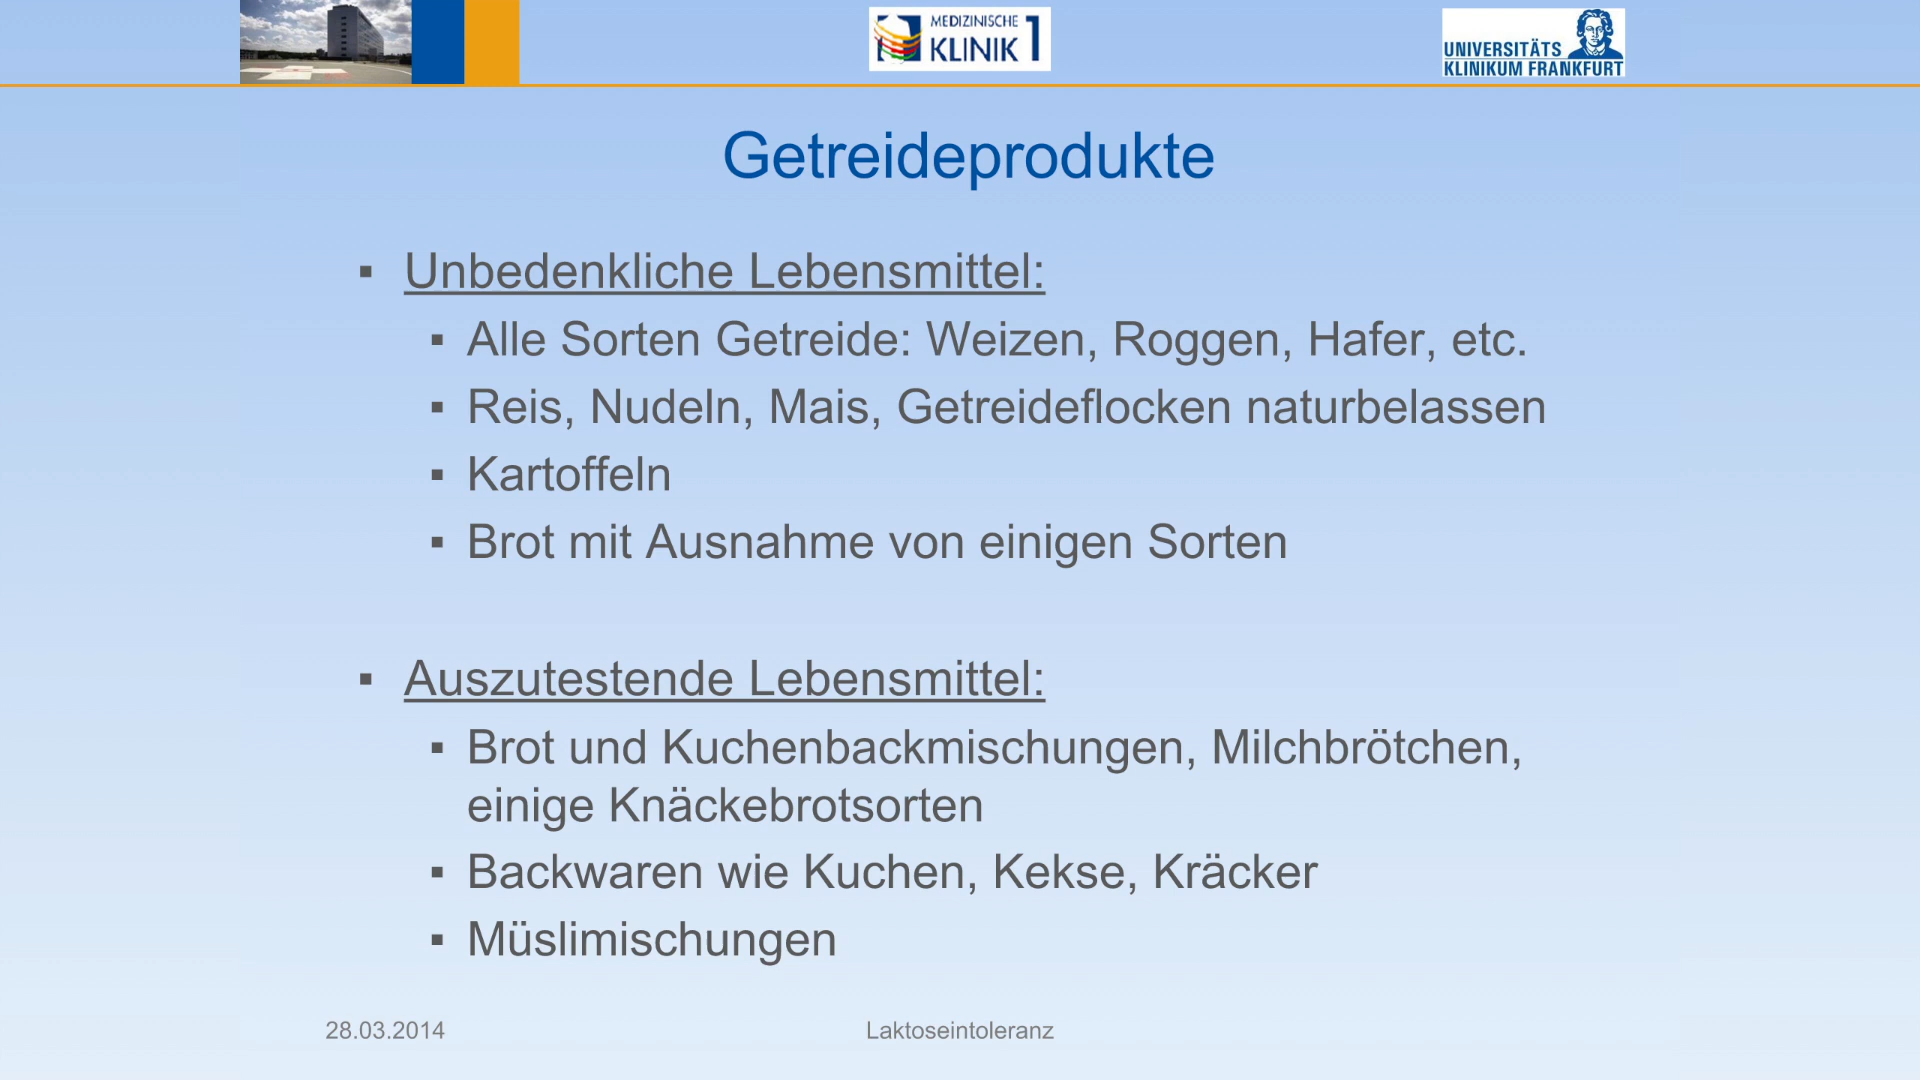 MEDIZINISCHE
KLINIK 1
UNIVERSITÄTS
KLINIKUM FRANKFURT
Getreideprodukte
▪ Unbedenkliche Lebensmittel:
▪ Alle Sorten Getreide: Weizen, Roggen, Hafer, etc.
▪ Reis, Nudeln, Mais, Getreideflocken naturbelassen
▪ Kartoffeln
▪ Brot mit Ausnahme von einigen Sorten
▪ Auszutestende Lebensmittel:
▪ Brot und Kuchenbackmischungen, Milchbrötchen,
einige Knäckebrotsorten
▪ Backwaren wie Kuchen, Kekse, Kräcker
▪ Müslimischungen
28.03.2014
Laktoseintoleranz